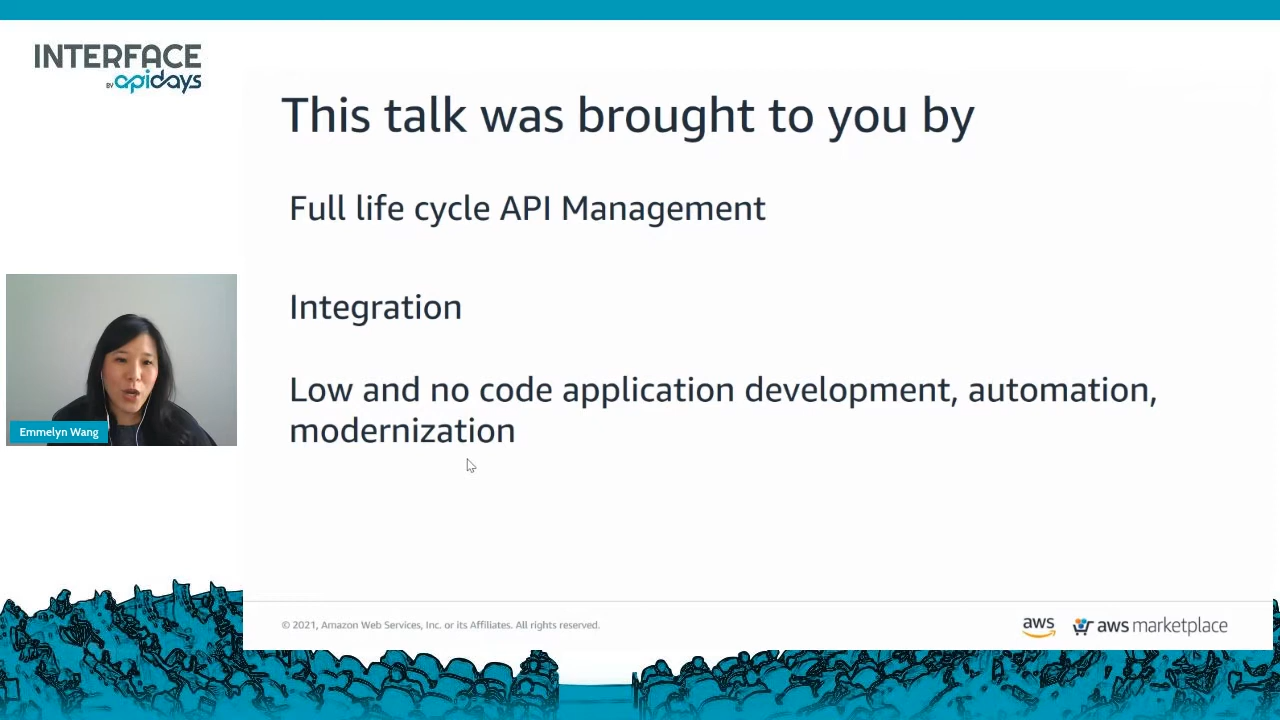 INTERFACE
BY apidays
This talk was brought to you by
Full life cycle API Management
Integration
Low and no code application development, automation,
modernization
Emmelyn Wang
© 2021, Amazon Web Services, Inc. or its Affiliates. All rights reserved.
aws
aws marketplace